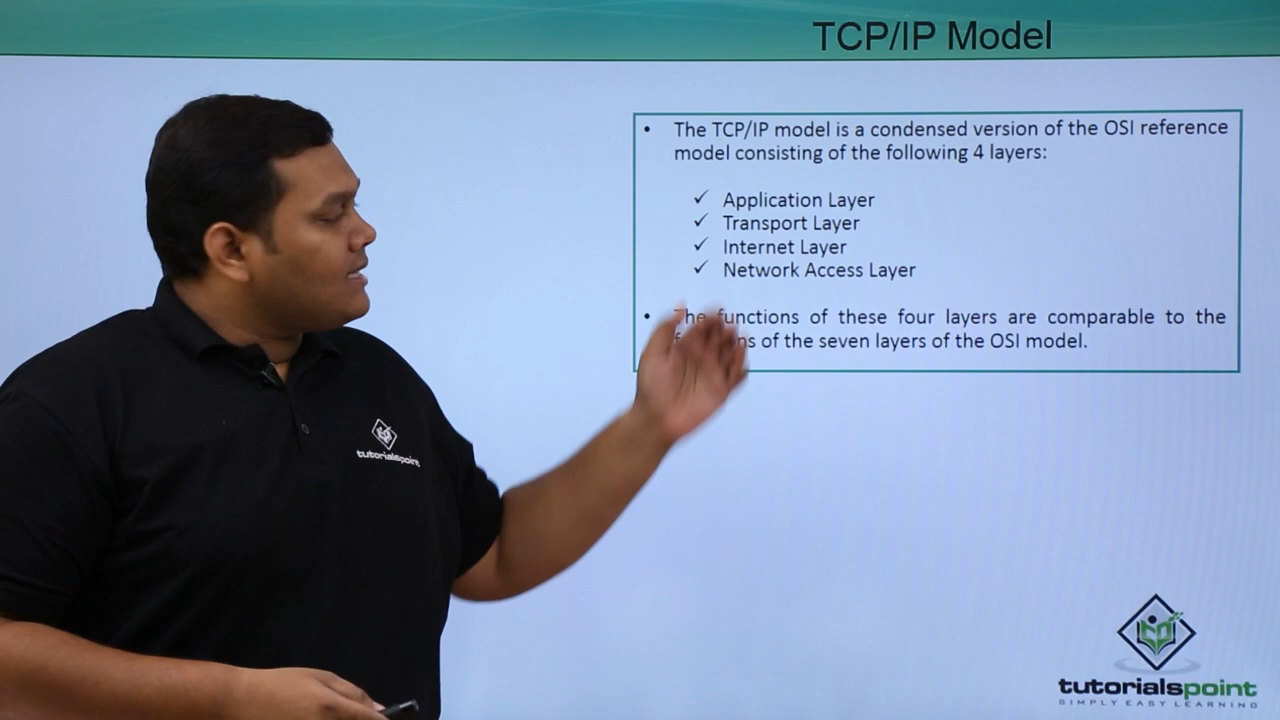 TCP/IP Model
• The TCP/IP model is a condensed version of the OSI reference
model consisting of the following 4 layers:
✓ Application Layer
✓ Transport Layer
✓ Internet Layer
✓ Network Access Layer
• The functions of these four layers are comparable to the
of the seven layers of the OSI model.
tutorialspoint
tutorialspoint
SIMPLY EASY LEARNING